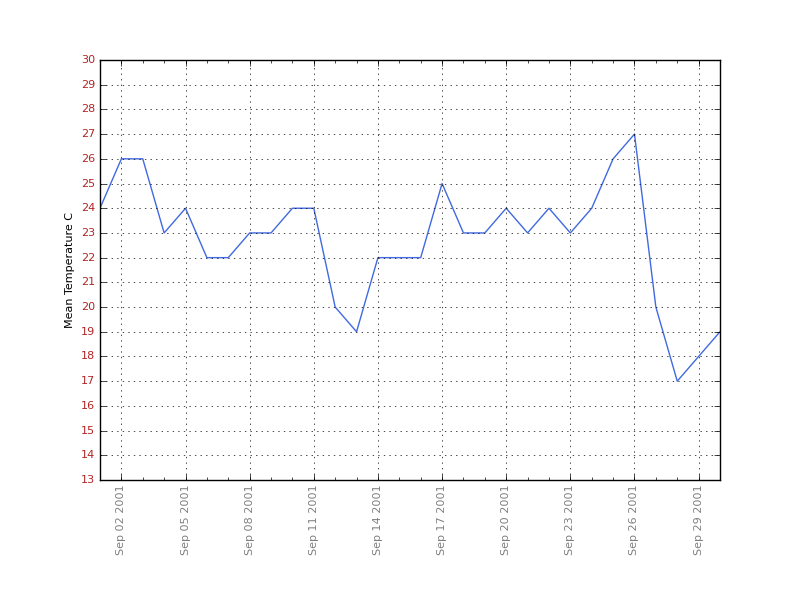 30
29
28
27
26
25
24
23
22
21
20
19
18
17
16
15
14
13
Mean Temperature C
Sep 02 2001
Sep 05 2001
Sep 08 2001
Sep 11 2001
Sep 14 2001
Sep 17 2001
Sep 20 2001
Sep 23 2001
Sep 26 2001
Sep 29 2001